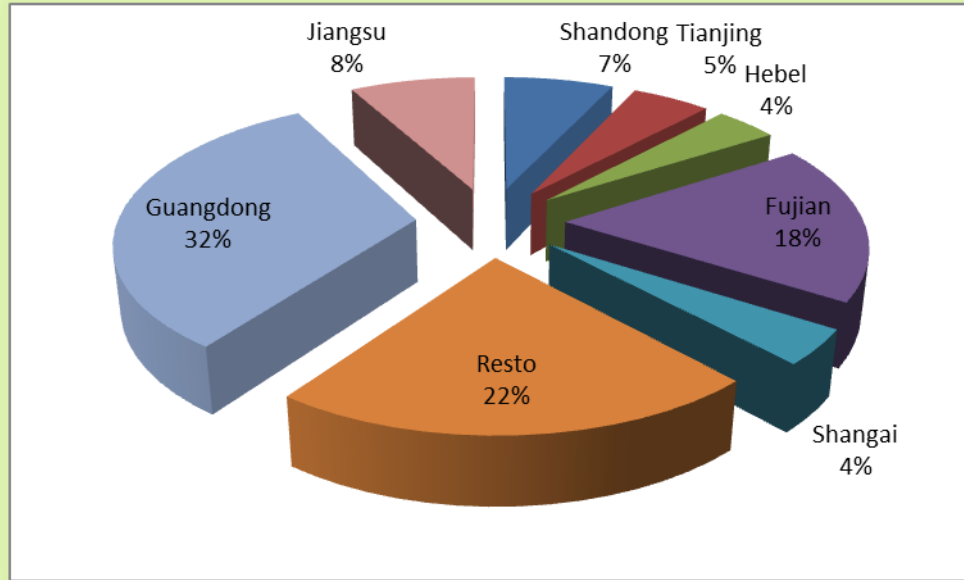 Jiangsu
8%
Shandong
7%
Tianjing
5%
Hebel
4%
Fujian
18%
Shangai
4%
Resto
22%
Guangdong
32%